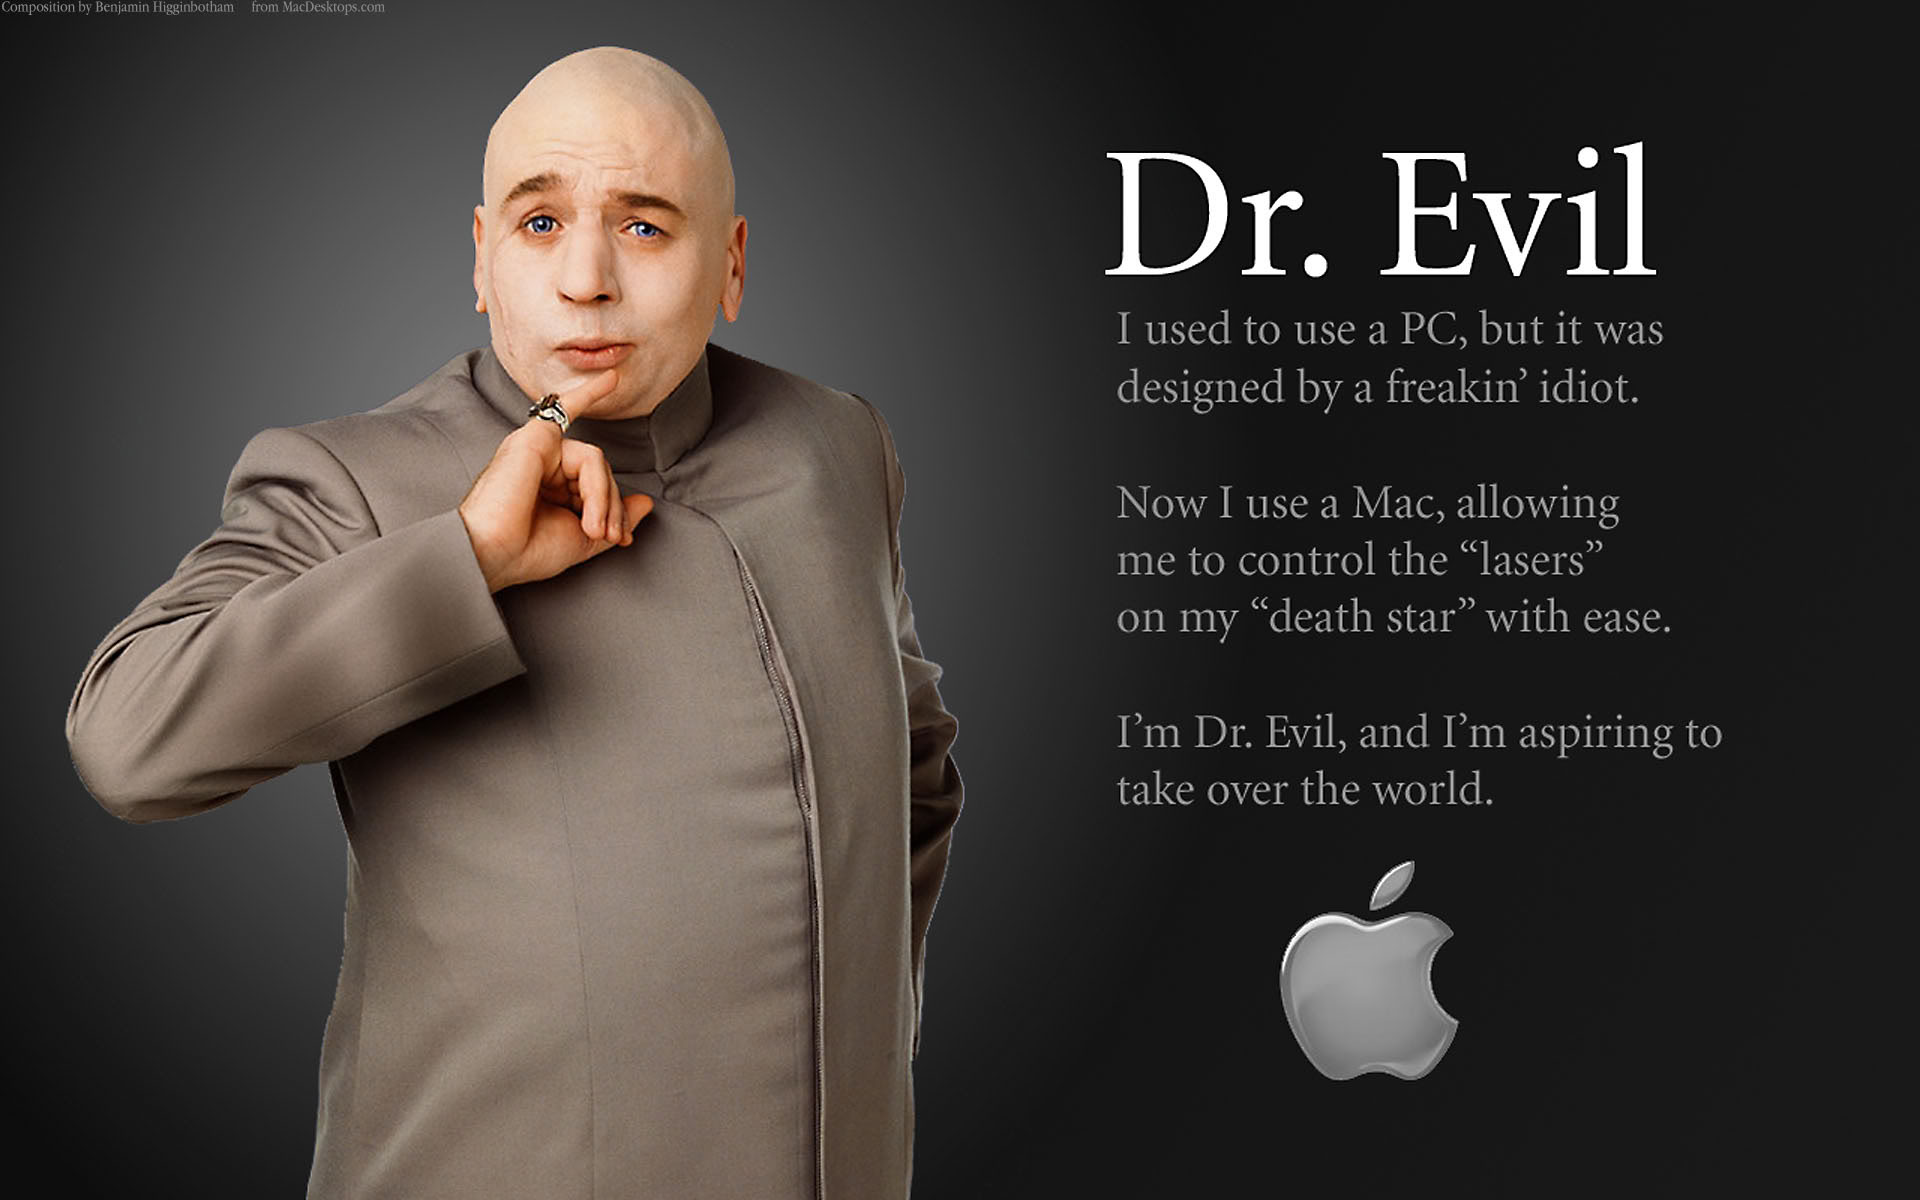 Composition by Benjamin Higginbotham from MacDesktops.com
Dr. Evil
I used to use a PC, but it was
designed by a freakin’ idiot.
Now I use a Mac, allowing
me to control the “lasers”
on my “death star” with ease.
I’m Dr. Evil, and I’m aspiring to
take over the world.